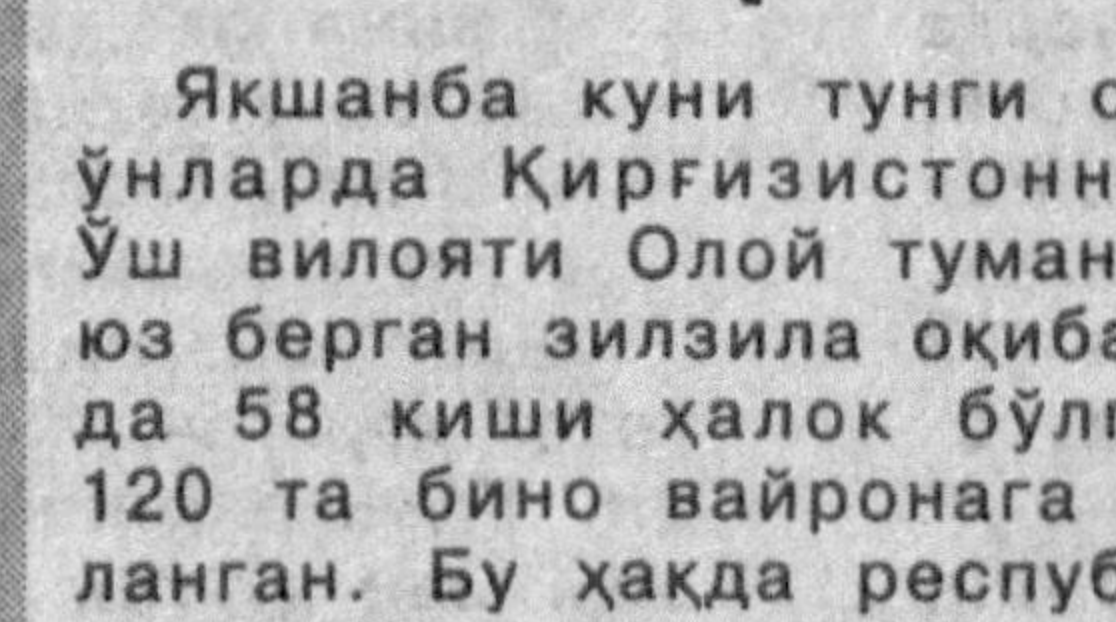 Якшанба куни тунги
ўнларда Қирғизистонн
Ўш вилояти Олой туман
юз берган зилзила оқиба
да 58 киши ҳалок бўл
120 та бино вайронага
ланган. Бу ҳақда респуб